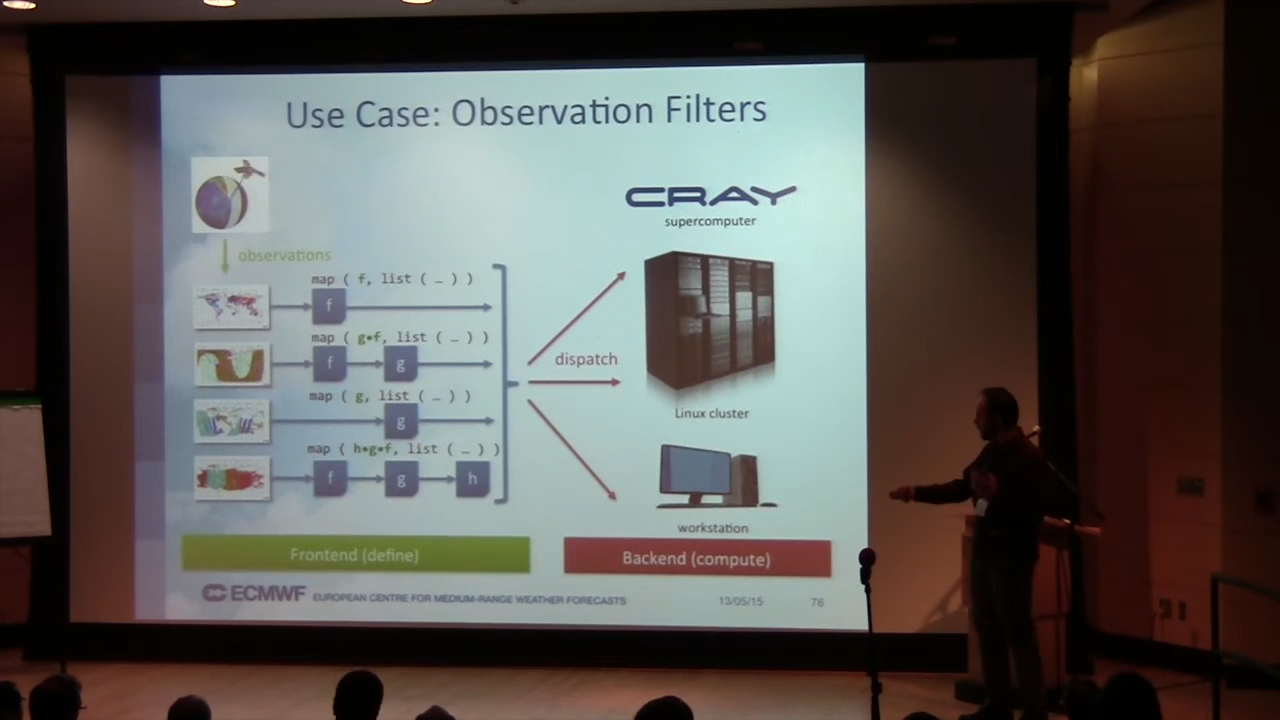 Use Case: Observation Filters
CRAY
supercomputer
observations
map ( f, list ( … ) )
f
map ( g•f, list ( … ) )
f g
map ( g, list ( … ) )
g
map ( h•g•f, list ( … ) )
f g h
dispatch
Linux cluster
workstation
Frontend (define)
Backend (compute)
ECMWF EUROPEAN CENTRE FOR MEDIUM-RANGE WEATHER FORECASTS
13/05/15
76